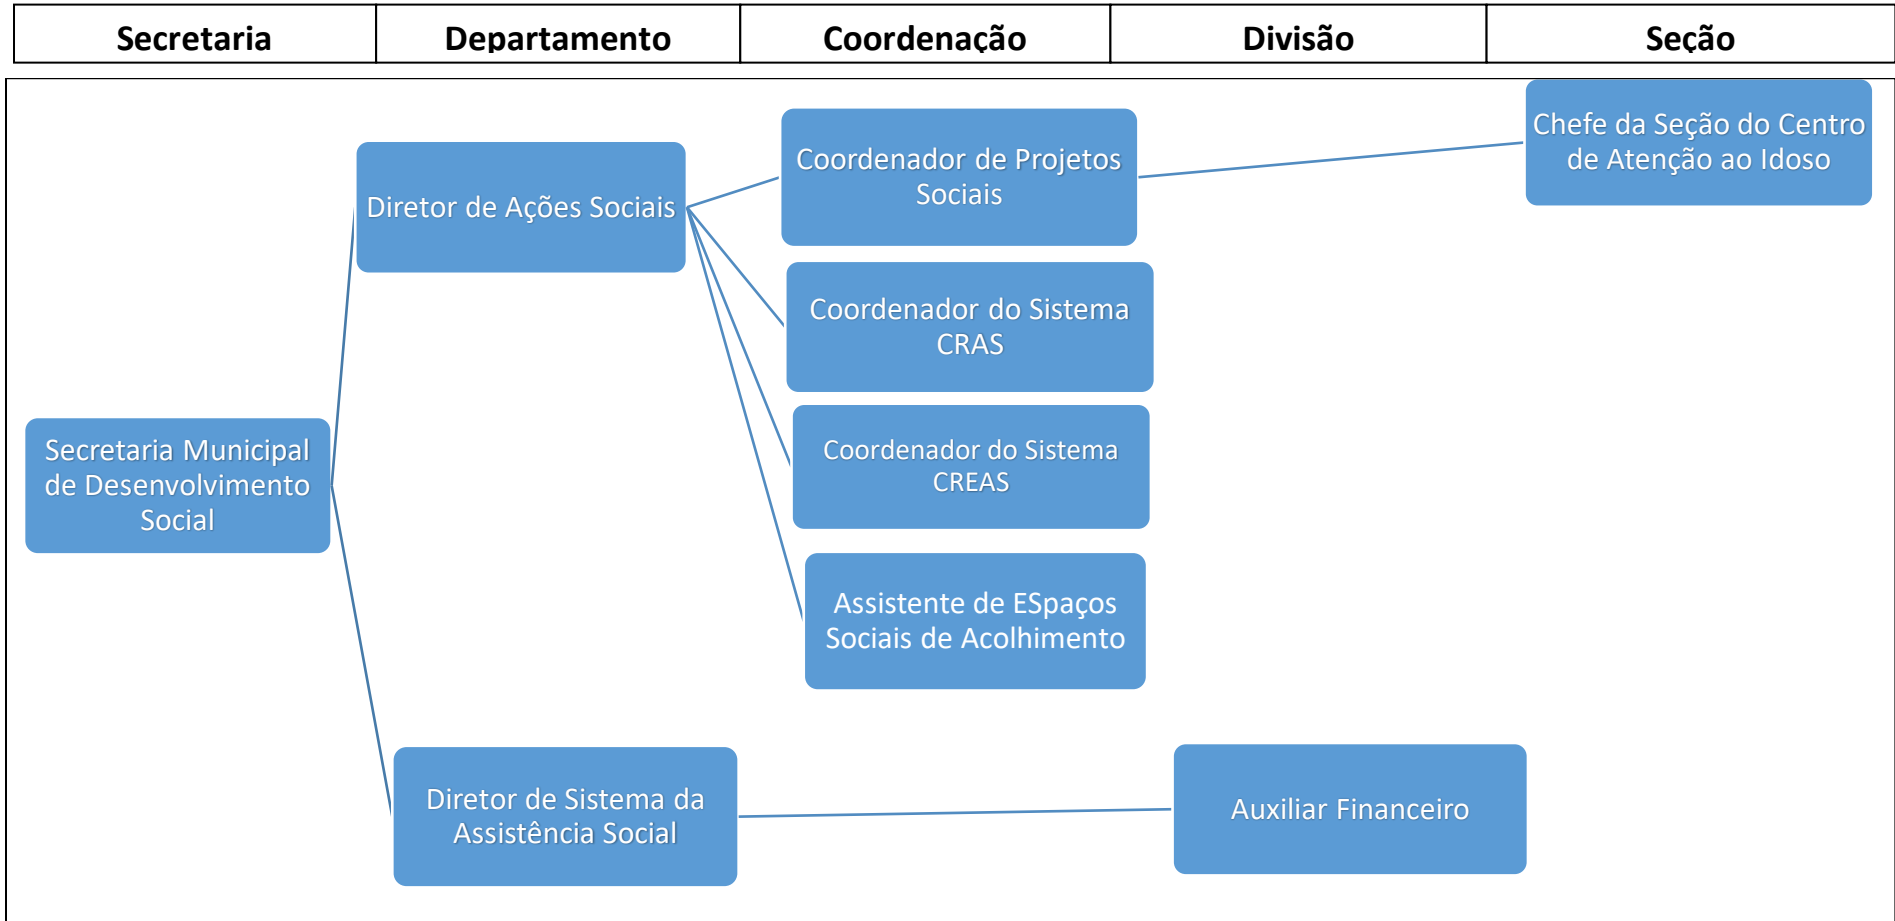 Secretaria
Departamento
Coordenação
Divisão
Seção
Chefe da Seção do Centro
de Atenção ao Idoso
Coordenador de Projetos
Sociais
Diretor de Ações Sociais
Coordenador do Sistema
CRAS
Secretaria Municipal
de Desenvolvimento
Social
Coordenador do Sistema
CREAS
Assistente de ESpaços
Sociais de Acolhimento
Diretor de Sistema da
Assistência Social
Auxiliar Financeiro